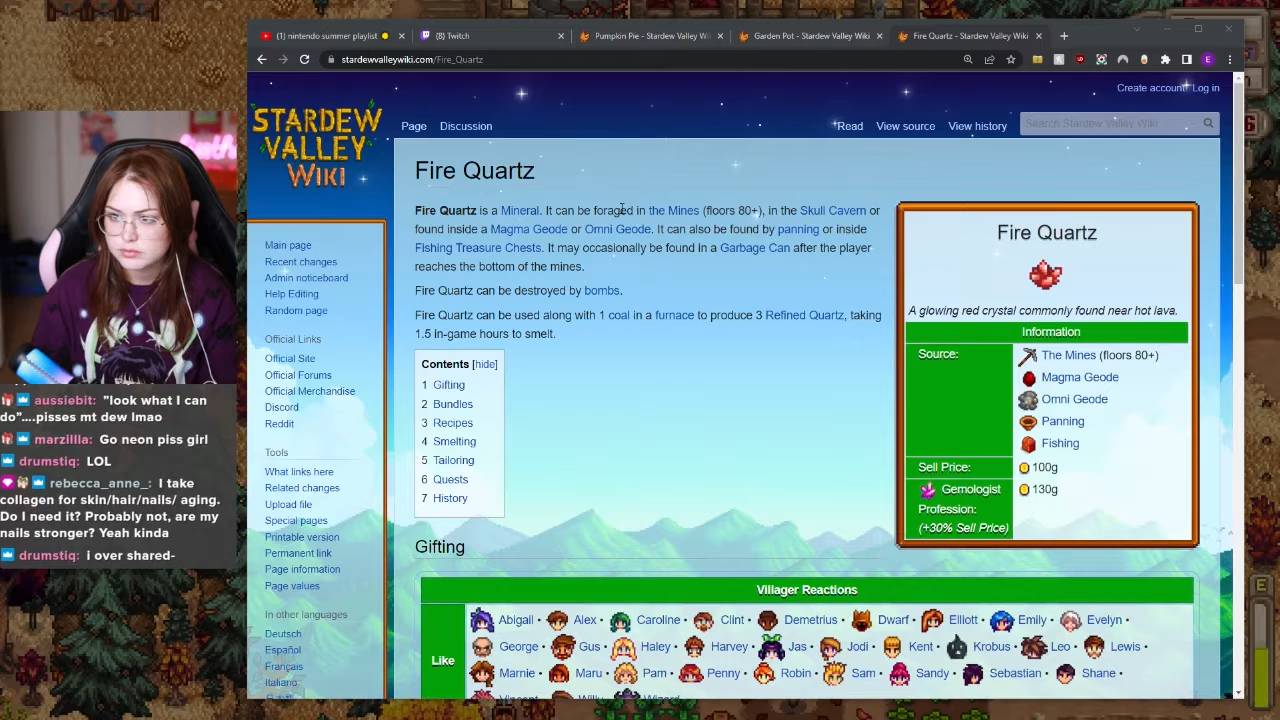 (1) nintendo summer playlist
(8) Twitch
Pumpkin Pie - Stardew Valley Wi
Garden Pot - Stardew Valley Wiki
Fire Quartz - Stardew Valley Wiki
stardewvalleywiki.com/Fire_Quartz
E
Create account Log in
STARDEW
VALLEY
WIKI
Page
Discussion
Read
View source
View history
Search Stardew Valley Wiki
Fire Quartz
Fire Quartz is a Mineral. It can be foraged in the Mines (floors 80+), in the Skull Cavern or
found inside a Magma Geode or Omni Geode. It can also be found by panning or inside
Fishing Treasure Chests. It may occasionally be found in a Garbage Can after the player
reaches the bottom of the mines.
Fire Quartz can be destroyed by bombs.
Fire Quartz can be used along with 1 coal in a furnace to produce 3 Refined Quartz, taking
1.5 in-game hours to smelt.
Contents [hide]
1 Gifting
2 Bundles
3 Recipes
4 Smelting
5 Tailoring
6 Quests
7 History
Fire Quartz
A glowing red crystal commonly found near hot lava.
Information
Source:
The Mines (floors 80+)
Magma Geode
Omni Geode
Panning
Fishing
Sell Price:
100g
Gemologist
Profession:
(+30% Sell Price)
130g
Gifting
Villager Reactions
Like
Abigail • Alex • Caroline • Clint • Demetrius • Dwarf • Elliott • Emily • Evelyn •
George • Gus • Haley • Harvey • Jas • Jodi • Kent • Krobus • Leo • Lewis •
Marnie • Maru • Pam • Penny • Robin • Sam • Sandy • Sebastian • Shane •
Vincent • Willy • Wizard
Main page
Recent changes
Admin noticeboard
Help Editing
Random page
Official Links
Official Site
Official Forums
Official Merchandise
Discord
Reddit
Tools
What links here
Related changes
Upload file
Special pages
Printable version
Permanent link
Page information
Page values
In other languages
Deutsch
Español
Français
Italiano
aussiebit: "look what I can
do"....pisses mt dew lmao
marzillla: Go neon piss girl
drumstiq: LOL
rebecca_anne_: I take
collagen for skin/hair/nails/ aging.
Do I need it? Probably not, are my
nails stronger? Yeah kinda
drumstiq: i over shared-
E